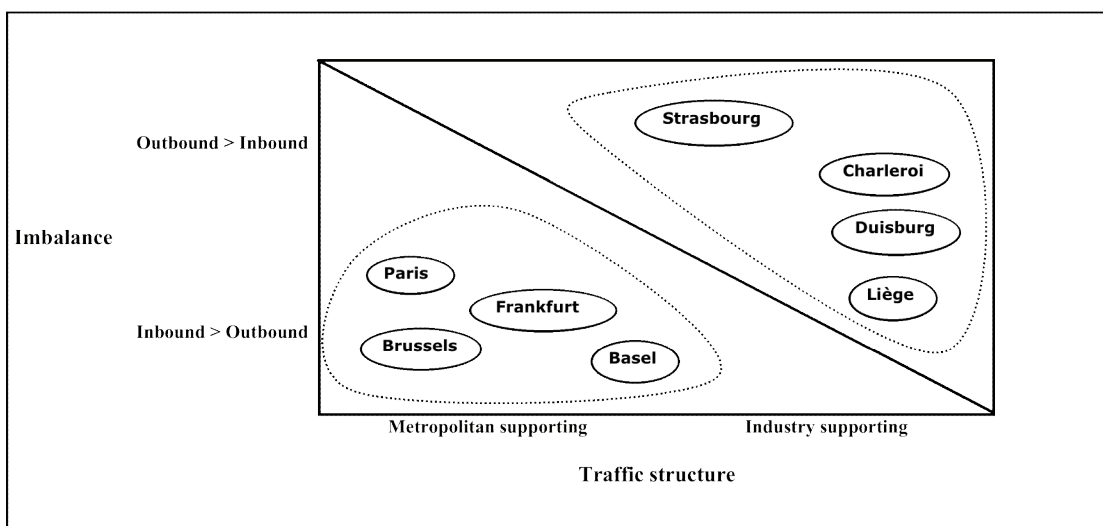 Strasbourg
Outbound > Inbound
Charleroi
Duisburg
Imbalance
Paris
Liège
Frankfurt
Inbound > Outbound
Brussels
Basel
Metropolitan supporting
Industry supporting
Traffic structure